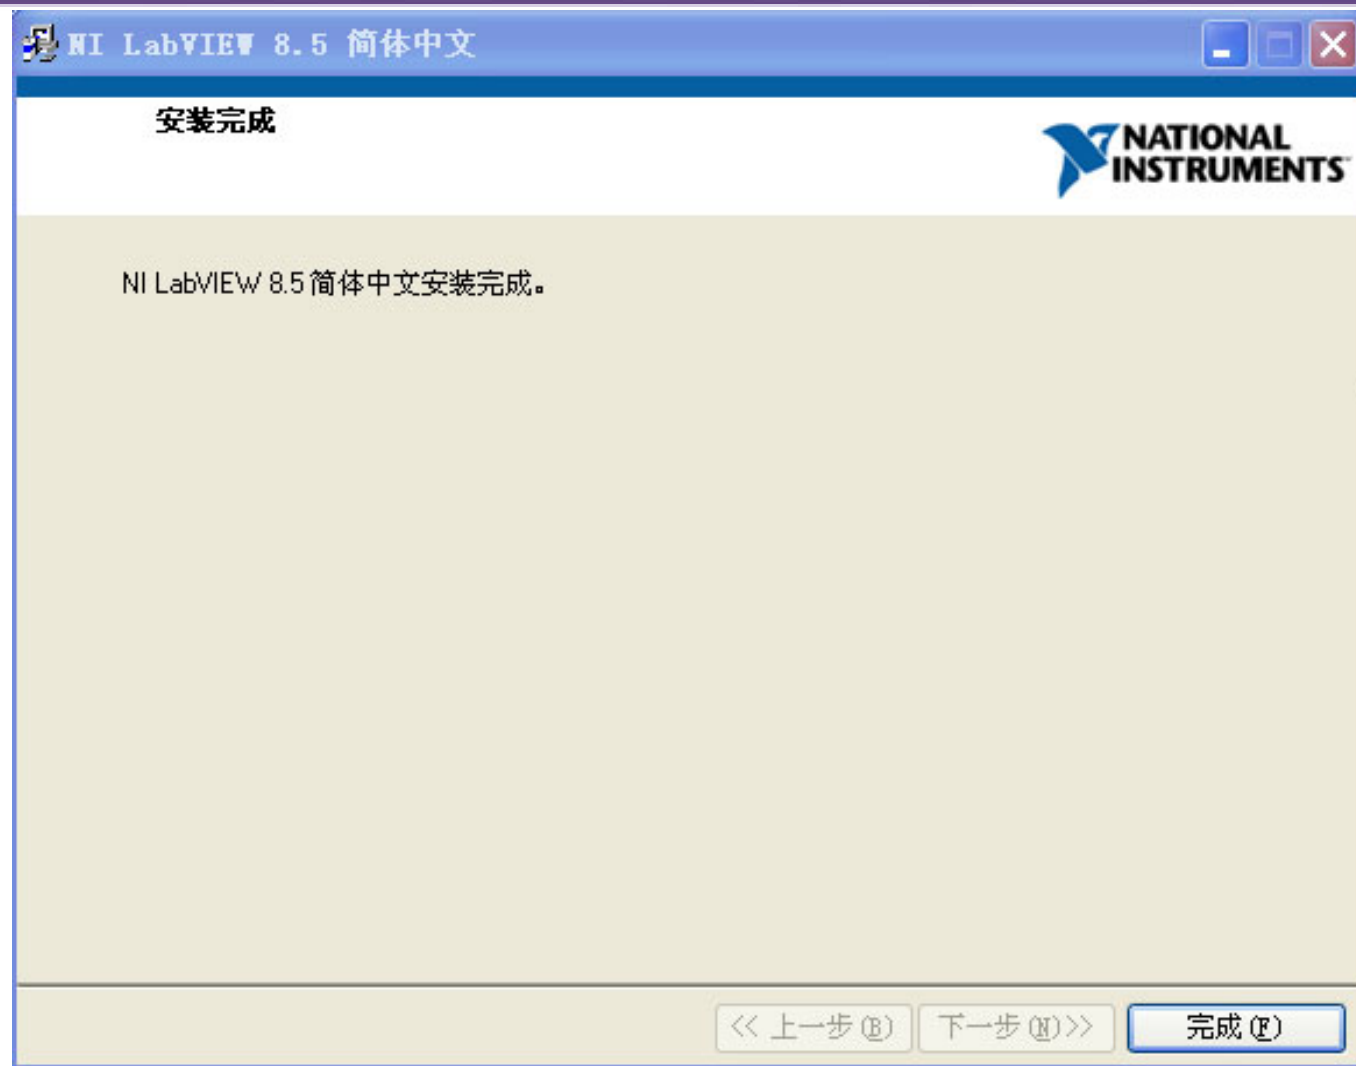 NI LabVIEW 8.5 简体中文
安装完成
NATIONAL
INSTRUMENTS
NI LabVIEW 8.5 简体中文安装完成。
<< 上一步(B) 下一步(N)>> 完成(F)